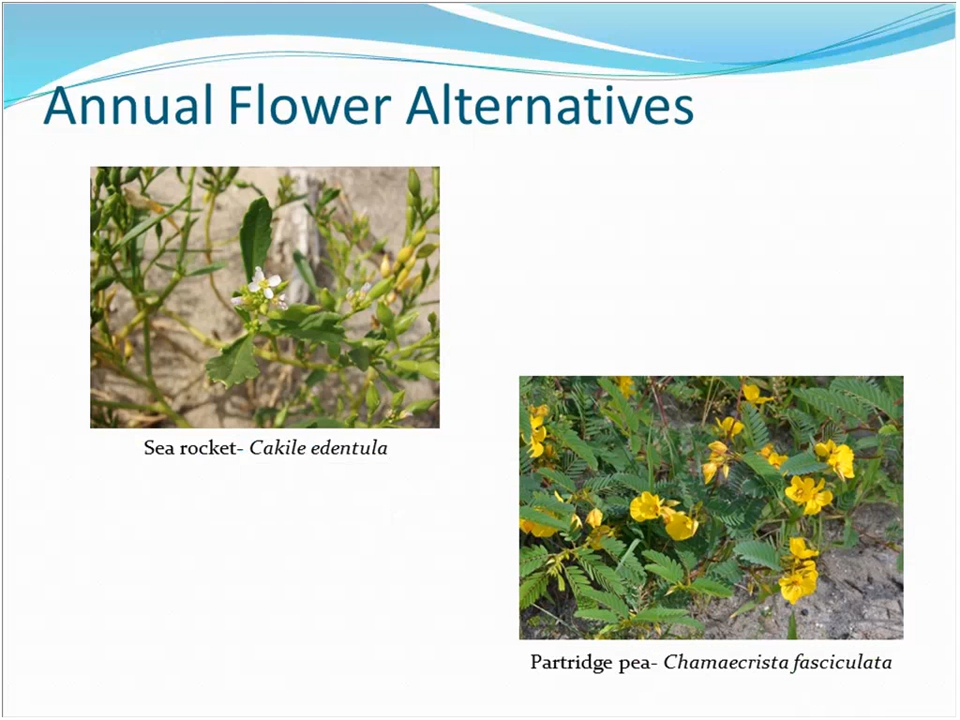 Annual Flower Alternatives
Sea rocket- Cakile edentula
Partridge pea- Chamaecrista fasciculata